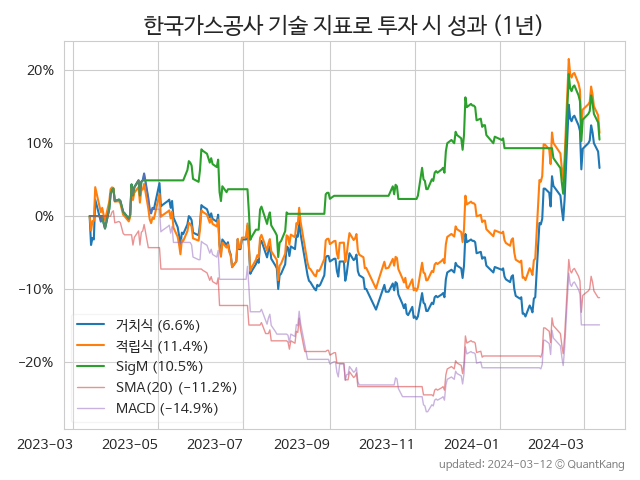 한국가스공사 기술 지표로 투자 시 성과 (1년)
20%
10%
0%
−10%
−20%
거치식 (6.6%)
적립식 (11.4%)
SigM (10.5%)
SMA(20) (−11.2%)
MACD (−14.9%)
2023−03 2023−05 2023−07 2023−09 2023−11 2024−01 2024−03
updated: 2024−03−12 ⓒ QuantKang